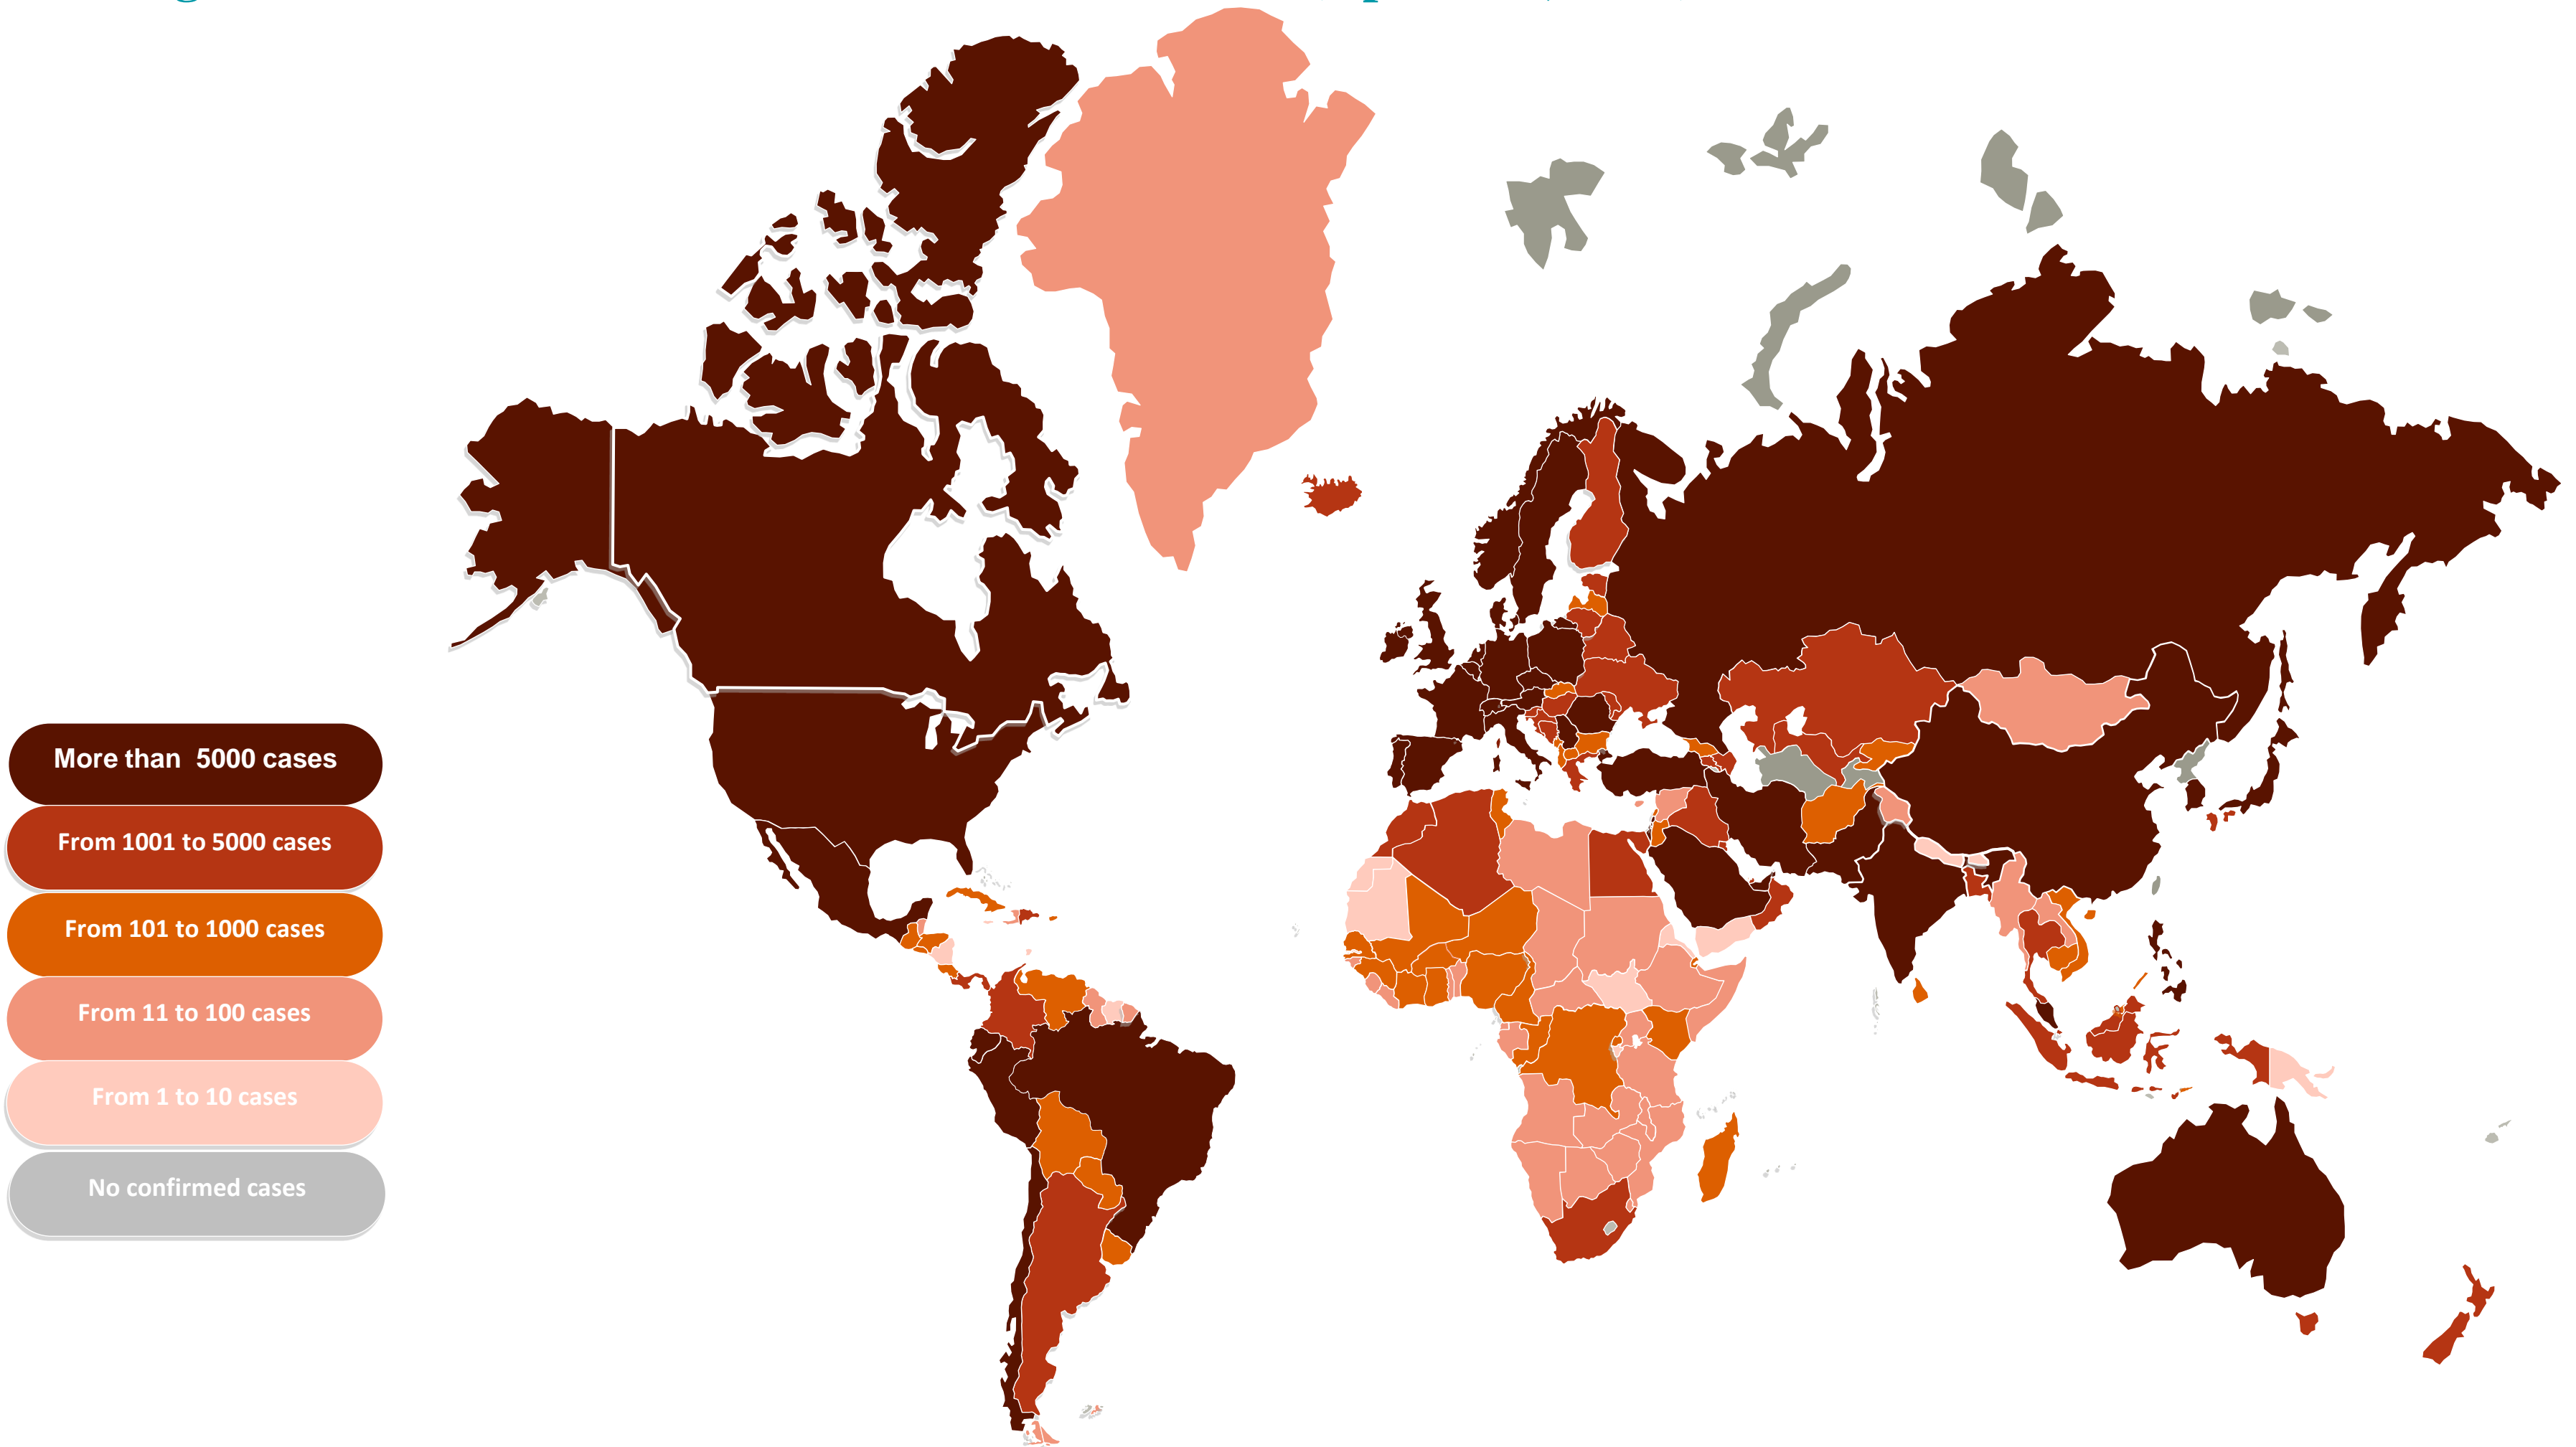 More than 5000 cases
From 1001 to 5000 cases
From 101 to 1000 cases
From 11 to 100 cases
From 1 to 10 cases
No confirmed cases